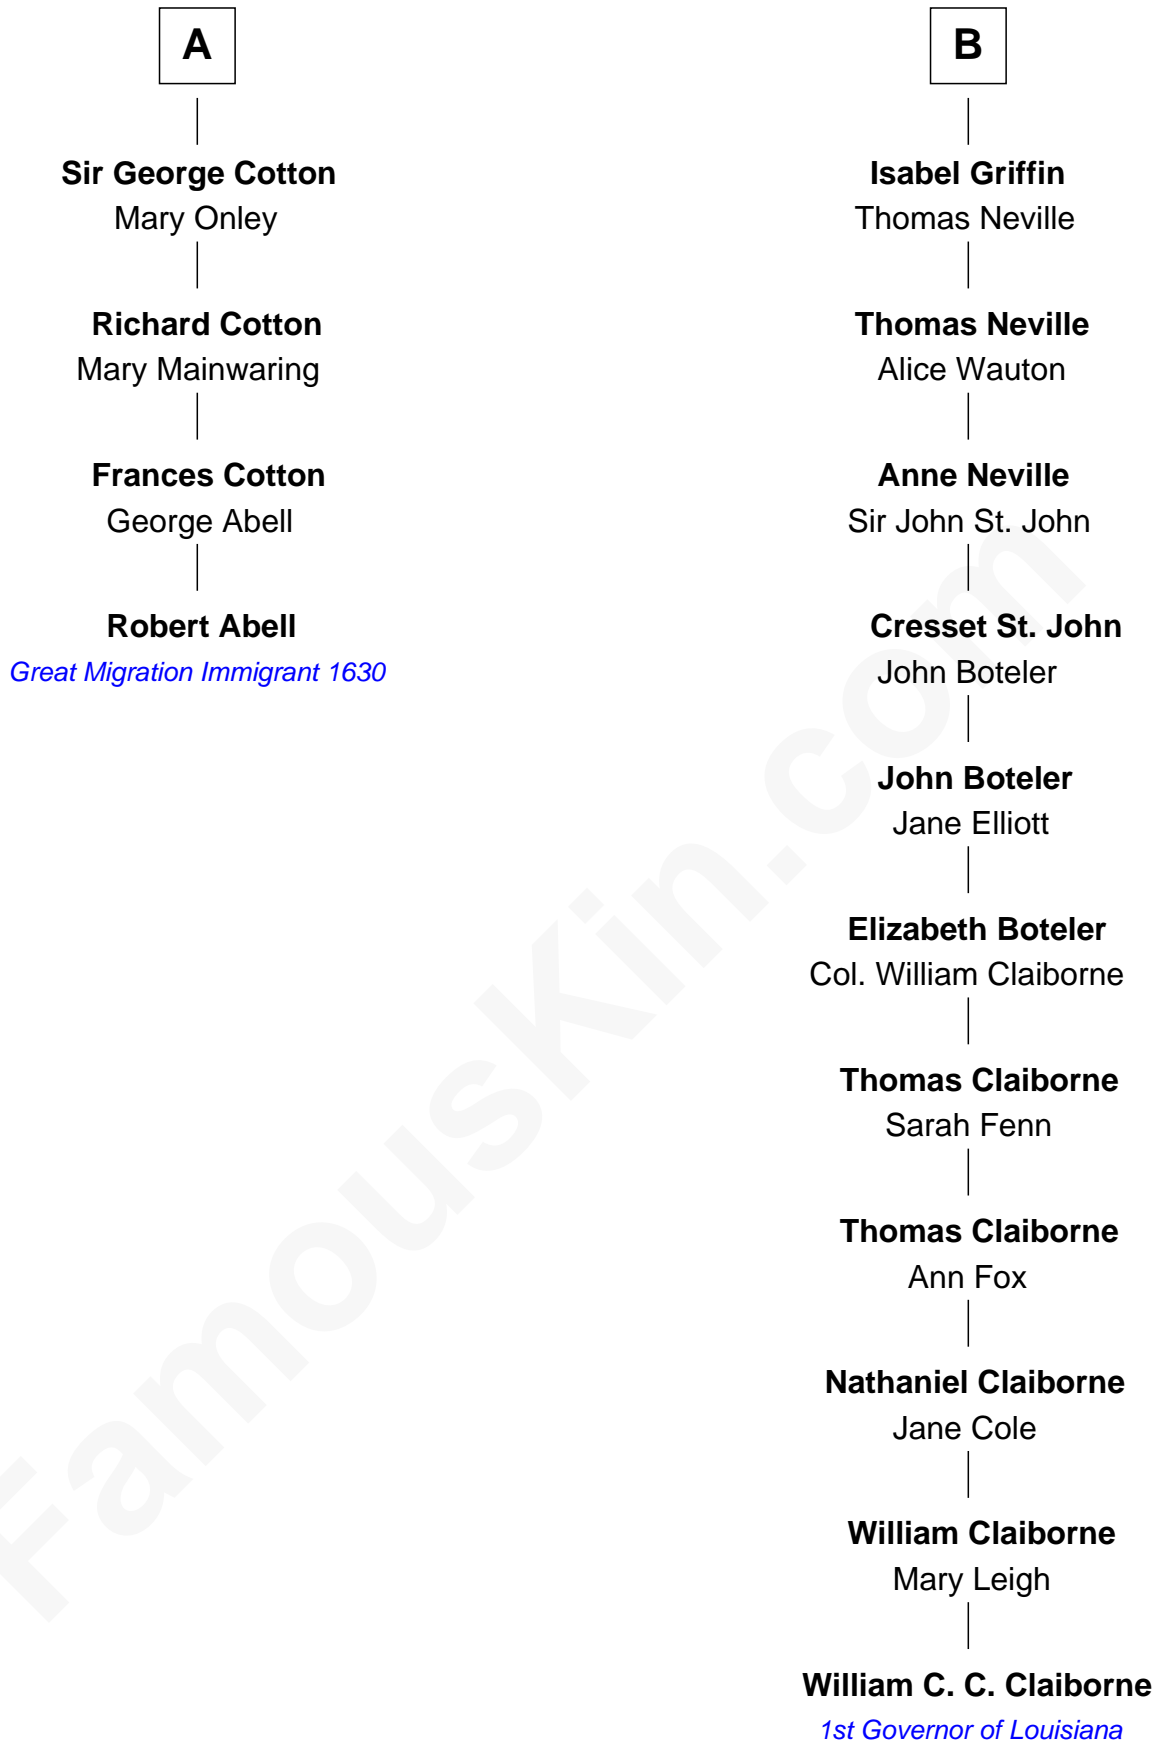 A
Sir George Cotton
Mary Onley
Richard Cotton
Mary Mainwaring
Frances Cotton
George Abell
Robert Abell
Great Migration Immigrant 1630
B
Isabel Griffin
Thomas Neville
Thomas Neville
Alice Wauton
Anne Neville
Sir John St. John
Cresset St. John
John Boteler
John Boteler
Jane Elliott
Elizabeth Boteler
Col. William Claiborne
Thomas Claiborne
Sarah Fenn
Thomas Claiborne
Ann Fox
Nathaniel Claiborne
Jane Cole
William Claiborne
Mary Leigh
William C. C. Claiborne
1st Governor of Louisiana
FamousKin.com